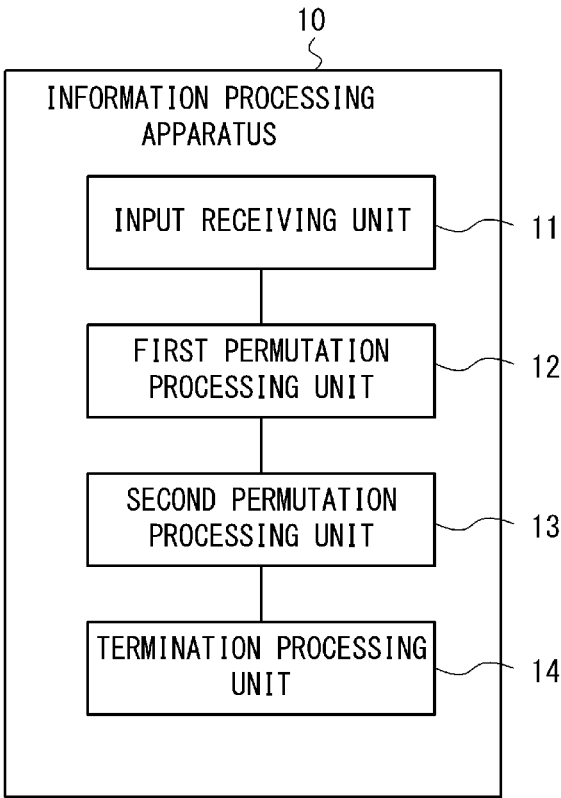 10
INFORMATION PROCESSING
APPARATUS
INPUT RECEIVING UNIT
11
FIRST PERMUTATION
PROCESSING UNIT
12
SECOND PERMUTATION
PROCESSING UNIT
13
TERMINATION PROCESSING
UNIT
14